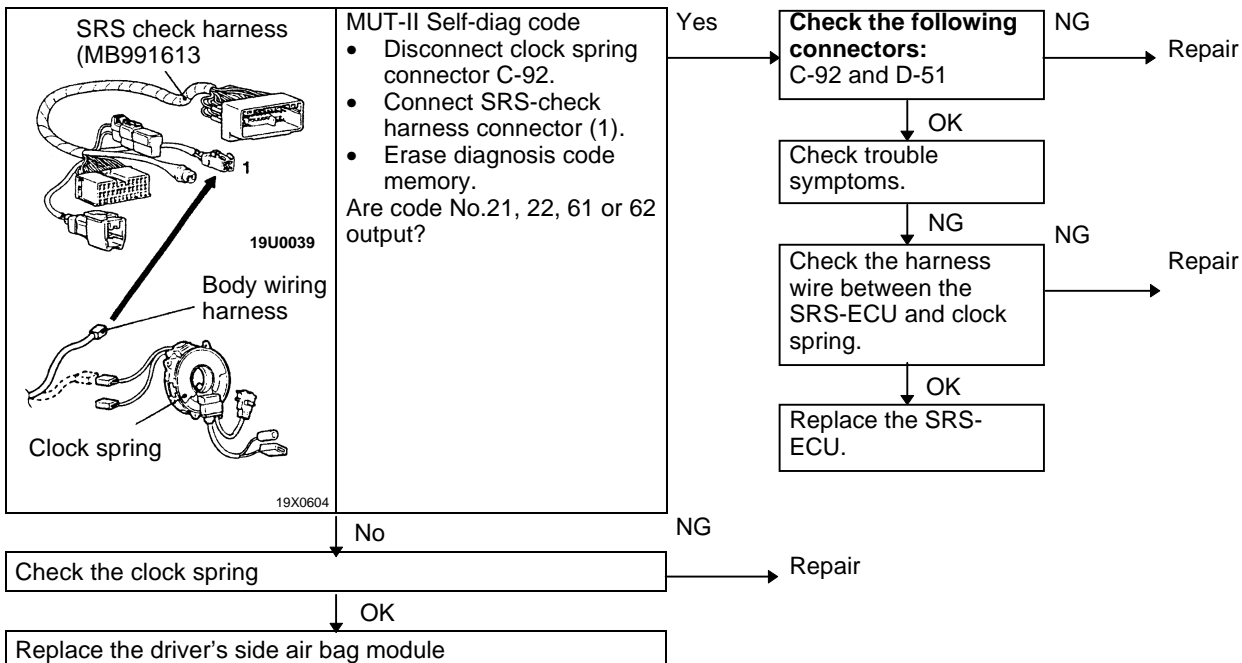 SRS check harness
(MB991613
1
19U0039
Body wiring
harness
Clock spring
19X0604
MUT-II Self-diag code
• Disconnect clock spring
connector C-92.
• Connect SRS-check
harness connector (1).
• Erase diagnosis code
memory.
Are code No.21, 22, 61 or 62
output?
Yes
Check the following
connectors:
C-92 and D-51
NG
Repair
OK
Check trouble
symptoms.
NG
Check the harness
wire between the
SRS-ECU and clock
spring.
NG
Repair
OK
Replace the SRS-
ECU.
No
Check the clock spring
NG
Repair
OK
Replace the driver's side air bag module